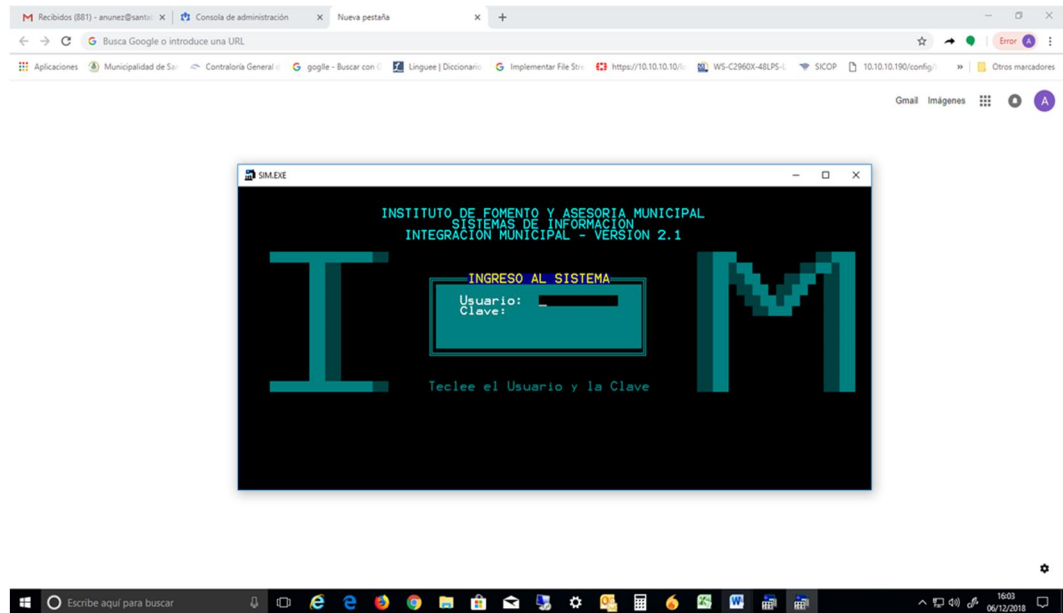 Recibidos (881) - anunez@santa
Consola de administración
Nueva pestaña
Busca Google o introduce una URL
Error A
Aplicaciones
Municipalidad de Sa
Contraloría General d
goglle - Buscar con G
Linguee | Diccionario
Implementar File Str
https://10.10.10.10/
WS-C2960X-48LPS-L
SICOP
10.10.10.190/config/
Otros marcadores
Gmail Imágenes A
SIM.EXE
INSTITUTO DE FOMENTO Y ASESORIA MUNICIPAL
SISTEMAS DE INFORMACION
INTEGRACION MUNICIPAL - VERSION 2.1
I M
INGRESO AL SISTEMA
Usuario:
Clave:
Teclee el Usuario y la Clave
Escribe aquí para buscar
16:03
06/12/2018